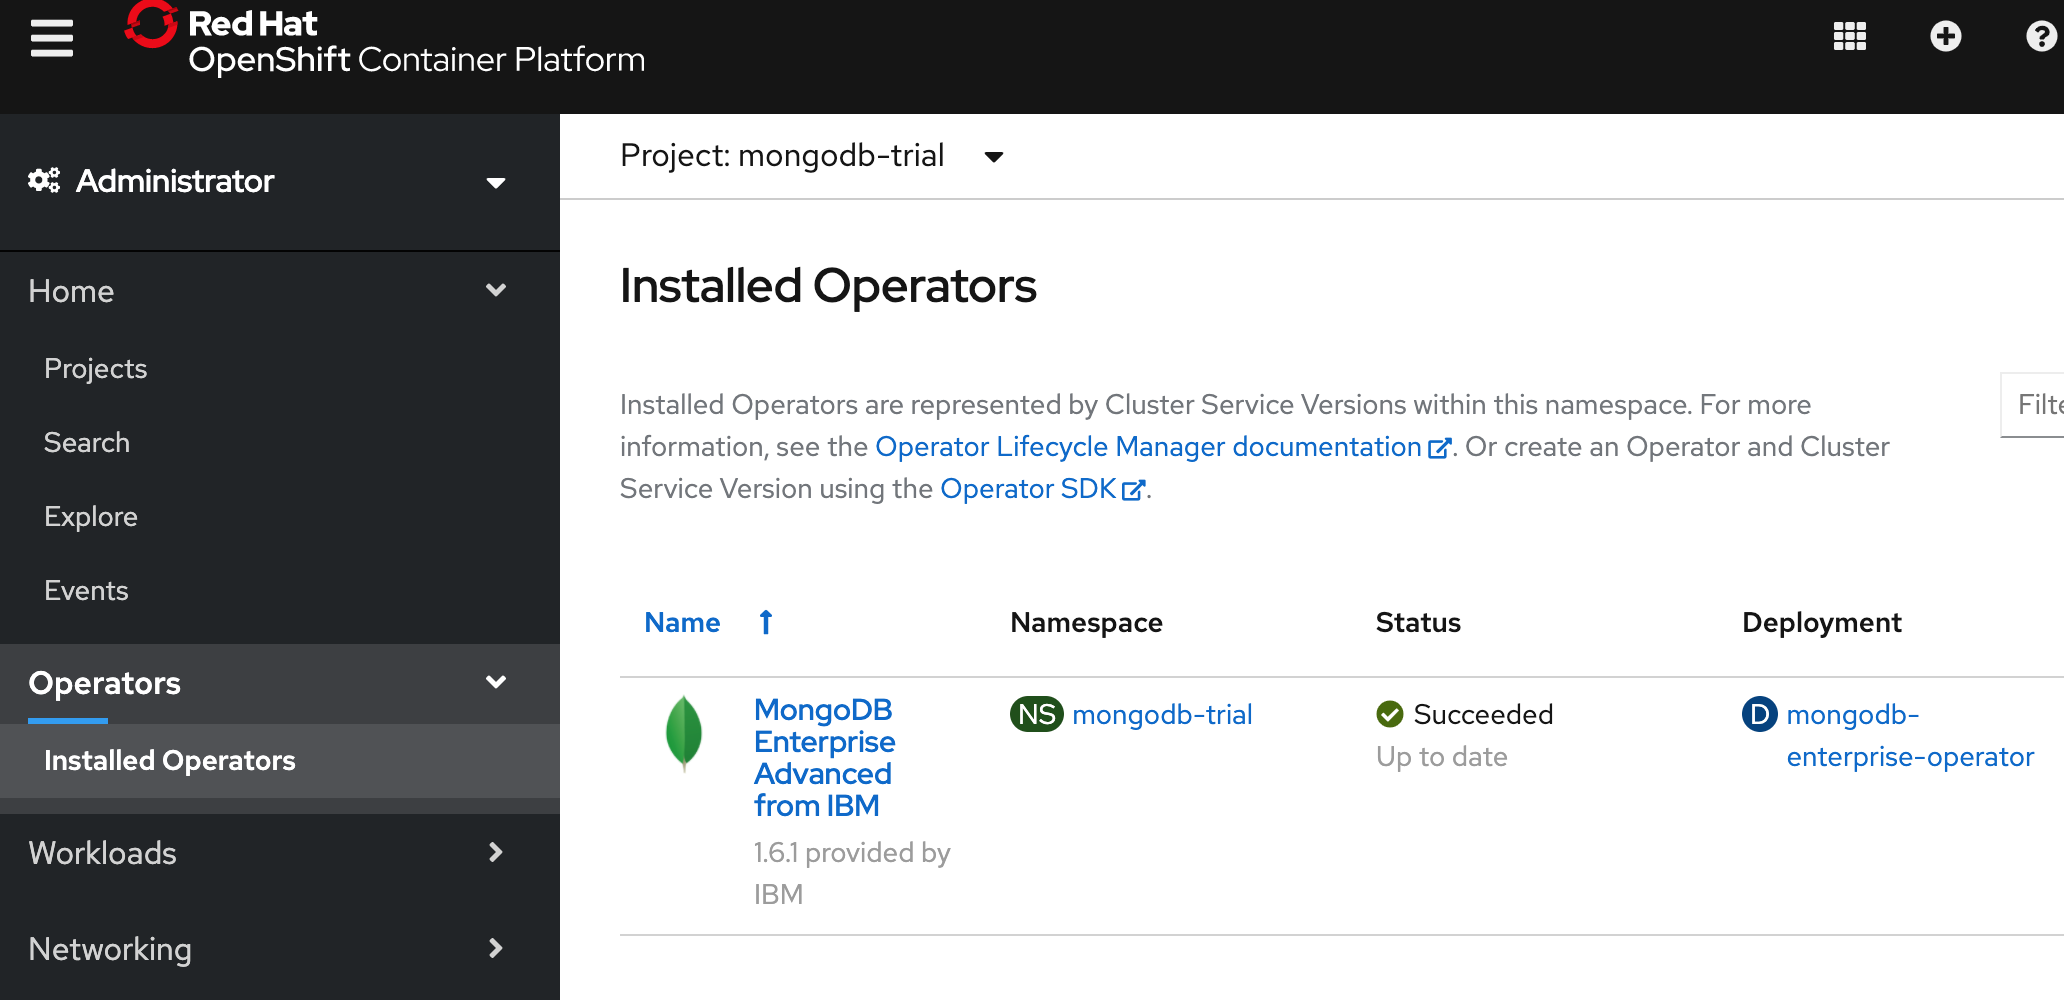 Red Hat
OpenShift Container Platform
Administrator
Home
Projects
Search
Explore
Events
Operators
Installed Operators
Workloads
Networking
Project: mongodb-trial
Installed Operators
Installed Operators are represented by Cluster Service Versions within this namespace. For more
information, see the Operator Lifecycle Manager documentation. Or create an Operator and Cluster
Service Version using the Operator SDK.
Filte
Name Namespace Status Deployment
MongoDB
Enterprise
Advanced
from IBM
1.6.1 provided by
IBM
NS mongodb-trial
Succeeded
Up to date
D mongodb-
enterprise-operator